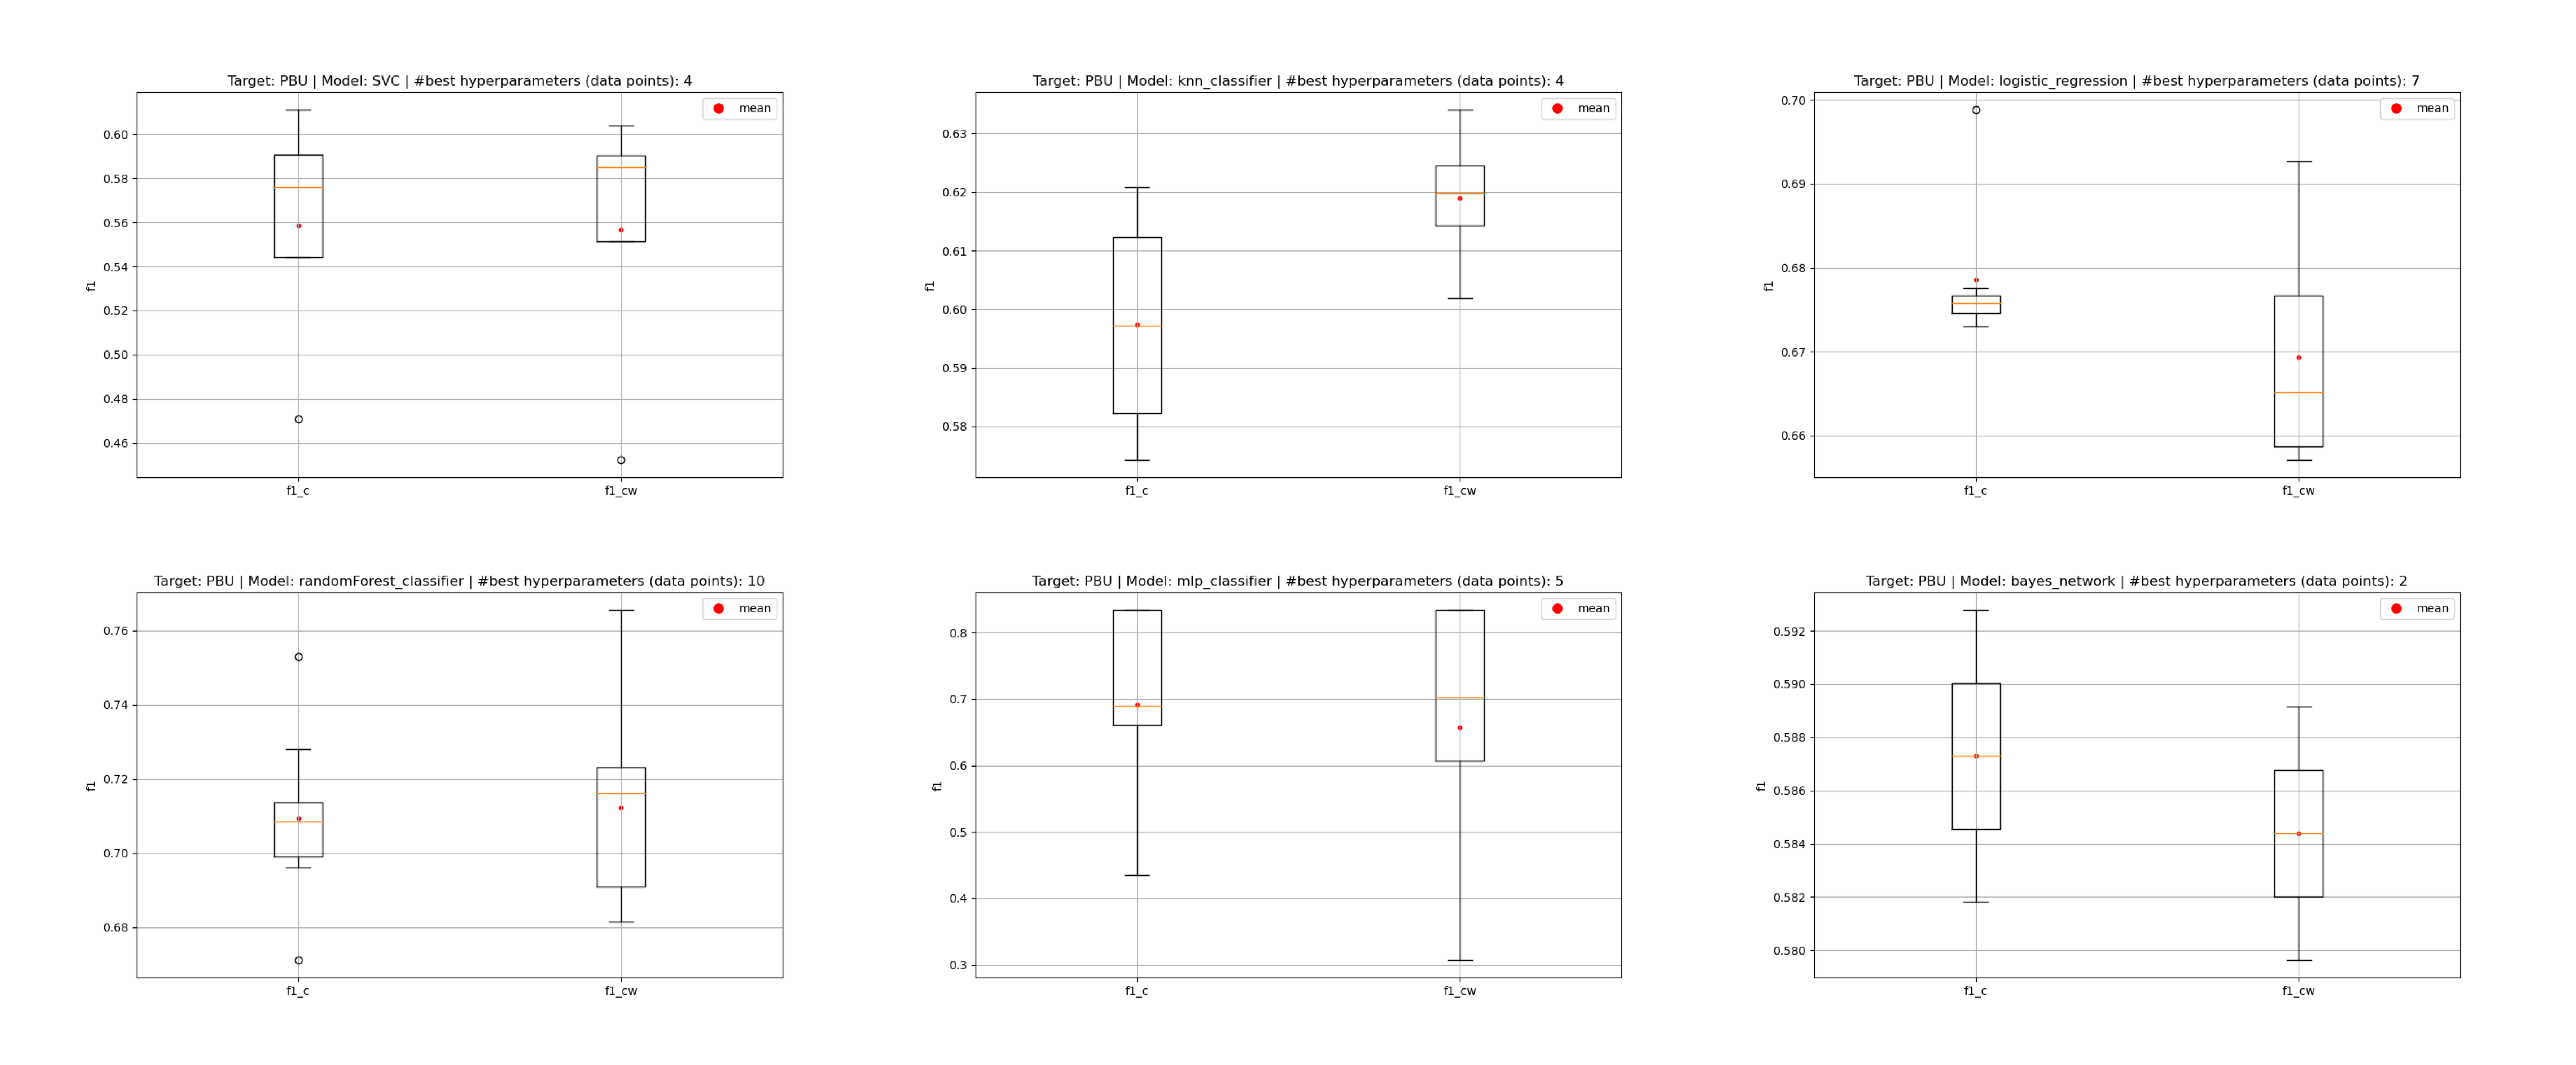 Target: PBU | Model: SVC | #best hyperparameters (data points): 4
mean
0.60
0.58
0.56
0.54
0.52
0.50
0.48
0.46
f1
f1_c
f1_cw
Target: PBU | Model: knn_classifier | #best hyperparameters (data points): 4
mean
0.63
0.62
0.61
0.60
0.59
0.58
f1
f1_c
f1_cw
Target: PBU | Model: logistic_regression | #best hyperparameters (data points): 7
mean
0.70
0.69
0.68
0.67
0.66
f1
f1_c
f1_cw
Target: PBU | Model: randomForest_classifier | #best hyperparameters (data points): 10
mean
0.76
0.74
0.72
0.70
0.68
f1
f1_c
f1_cw
Target: PBU | Model: mlp_classifier | #best hyperparameters (data points): 5
mean
0.8
0.7
0.6
0.5
0.4
0.3
f1
f1_c
f1_cw
Target: PBU | Model: bayes_network | #best hyperparameters (data points): 2
mean
0.592
0.590
0.588
0.586
0.584
0.582
0.580
f1
f1_c
f1_cw